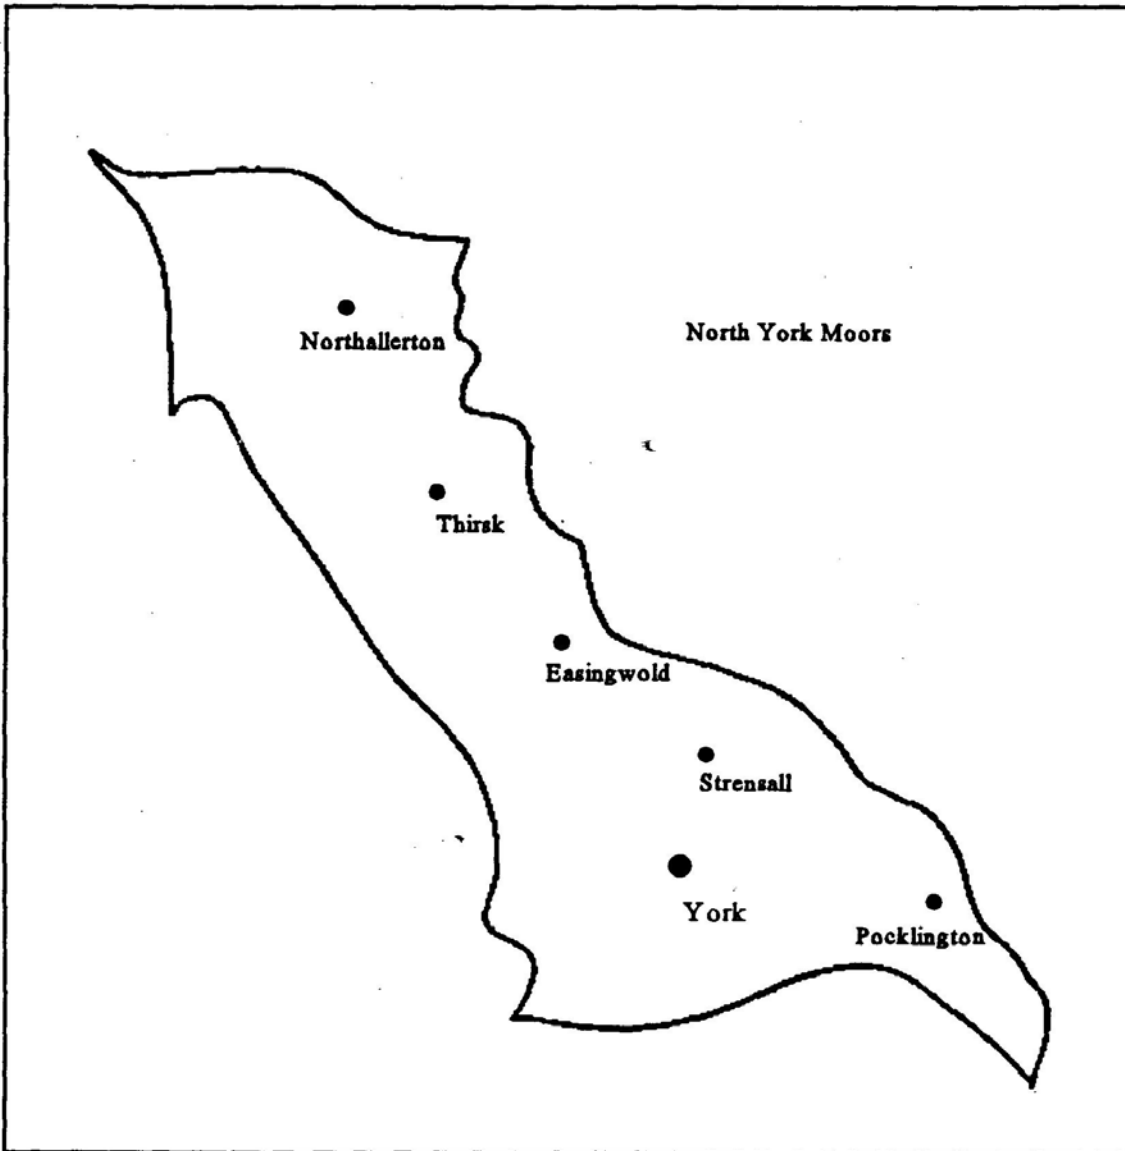 North York Moors
Northallerton
Thirsk
Easingwold
Strensall
York
Pocklington